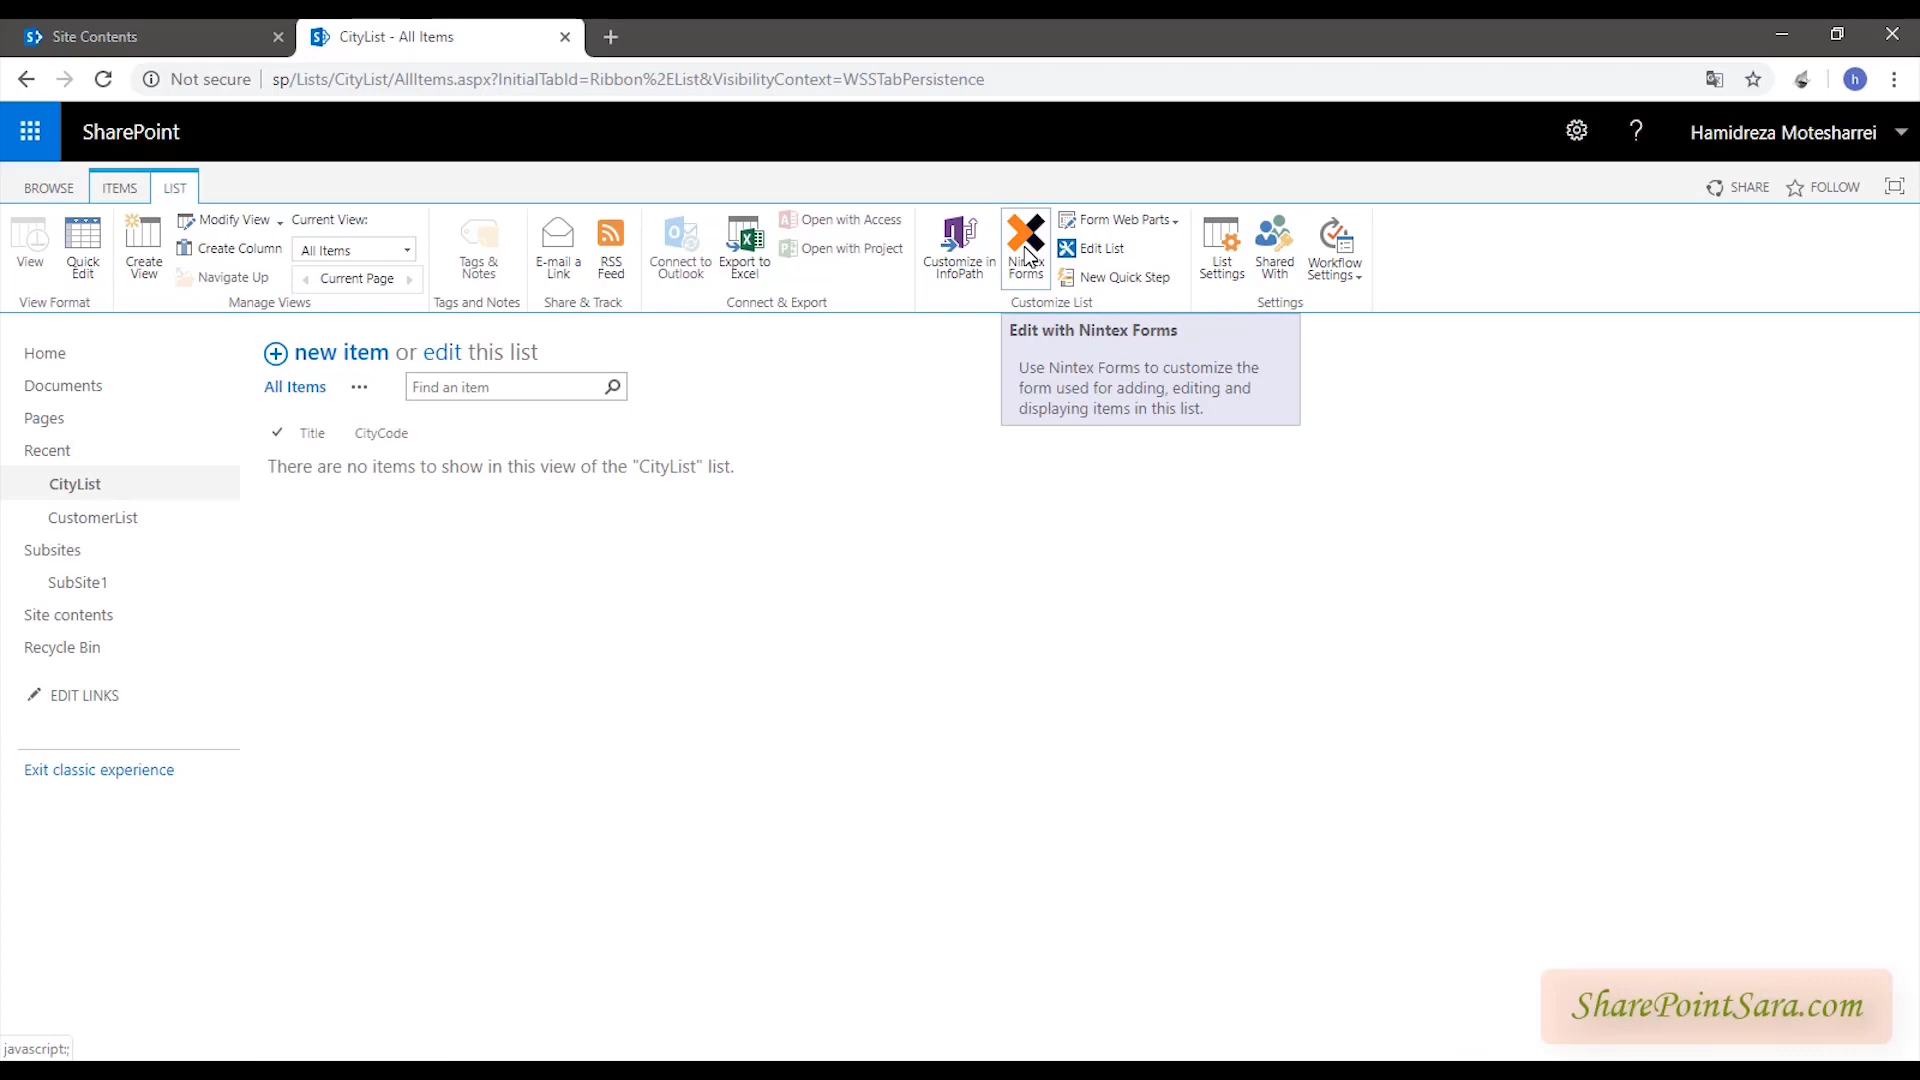 Site Contents
CityList - All Items
Not secure
sp/Lists/CityList/AllItems.aspx?InitialTabId=Ribbon%2EList&VisibilityContext=WSSTabPersistence
h
SharePoint
?
Hamidreza Motesharrei
BROWSE
ITEMS
LIST
SHARE
FOLLOW
View
Quick Edit
View Format
Create View
Modify View
Create Column
Navigate Up
Current View:
All Items
Current Page
Manage Views
Tags & Notes
Tags and Notes
E-mail a Link
RSS Feed
Share & Track
Connect to Outlook
Export to Excel
Open with Access
Open with Project
Connect & Export
Customize in InfoPath
Nintex Forms
Form Web Parts
Edit List
New Quick Step
Customize List
List Settings
Shared With
Workflow Settings
Settings
Edit with Nintex Forms
Use Nintex Forms to customize the
form used for adding, editing and
displaying items in this list.
Home
Documents
Pages
Recent
CityList
CustomerList
Subsites
SubSite1
Site contents
Recycle Bin
EDIT LINKS
Exit classic experience
new item or edit this list
All Items
Find an item
Title
CityCode
There are no items to show in this view of the "CityList" list.
SharePointSara.com
javascript:;